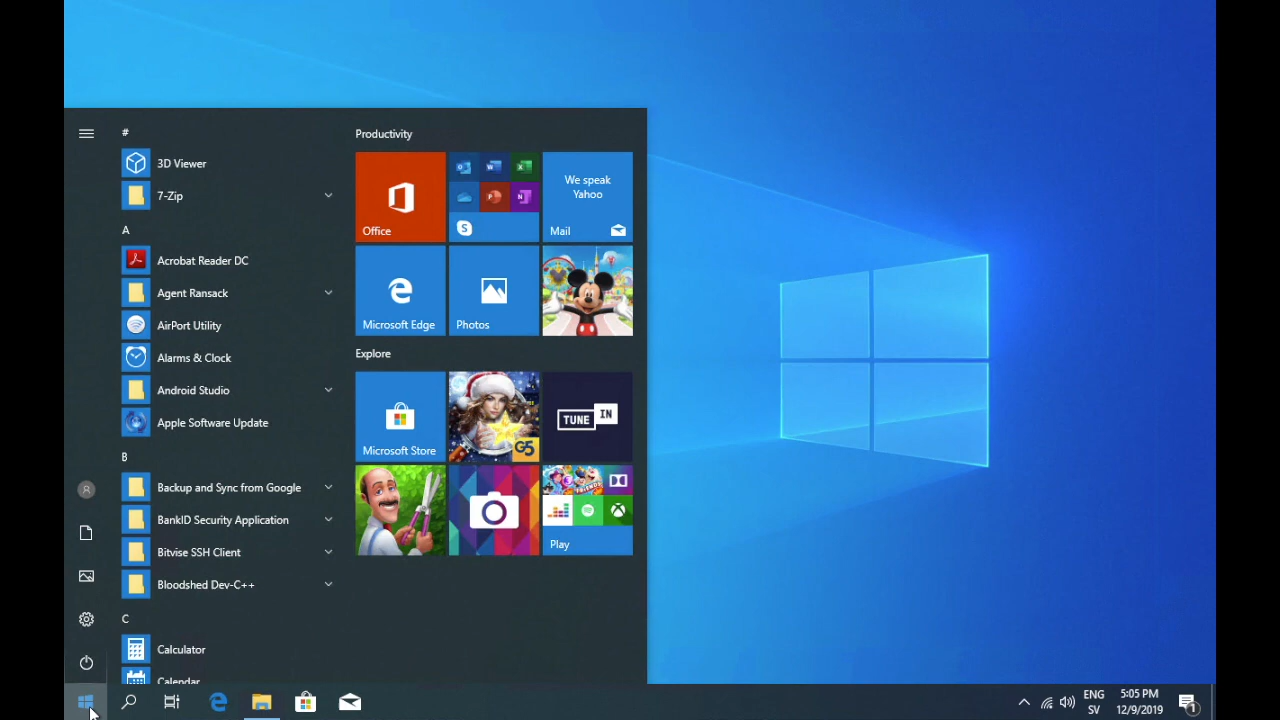 #
3D Viewer
7-Zip
A
Acrobat Reader DC
Agent Ransack
AirPort Utility
Alarms & Clock
Android Studio
Apple Software Update
B
Backup and Sync from Google
BankID Security Application
Bitvise SSH Client
Bloodshed Dev-C++
C
Calculator
Calendar
Productivity
Office
We speak
Yahoo
Mail
Microsoft Edge
Photos
Explore
Microsoft Store
G5
TUNE IN
Play
ENG
SV
5:05 PM
12/9/2019
1